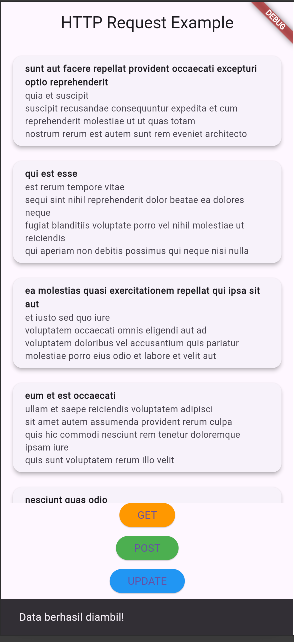 HTTP Request Example
DEBUG
sunt aut facere repellat provident occaecati excepturi
optio reprehenderit
quia et suscipit
suscipit recusandae consequuntur expedita et cum
reprehenderit molestiae ut ut quas totam
nostrum rerum est autem sunt rem eveniet architecto
qui est esse
est rerum tempore vitae
sequi sint nihil reprehenderit dolor beatae ea dolores
neque
fugiat blanditiis voluptate porro vel nihil molestiae ut
reiciendis
qui aperiam non debitis possimus qui neque nisi nulla
ea molestias quasi exercitationem repellat qui ipsa sit
aut
et iusto sed quo iure
voluptatem occaecati omnis eligendi aut ad
voluptatem doloribus vel accusantium quis pariatur
molestiae porro eius odio et labore et velit aut
eum et est occaecati
ullam et saepe reiciendis voluptatem adipisci
sit amet autem assumenda provident rerum culpa
quis hic commodi nesciunt rem tenetur doloremque
ipsam iure
quis sunt voluptatem rerum illo velit
nesciunt quas odio
GET
POST
UPDATE
Data berhasil diambil!